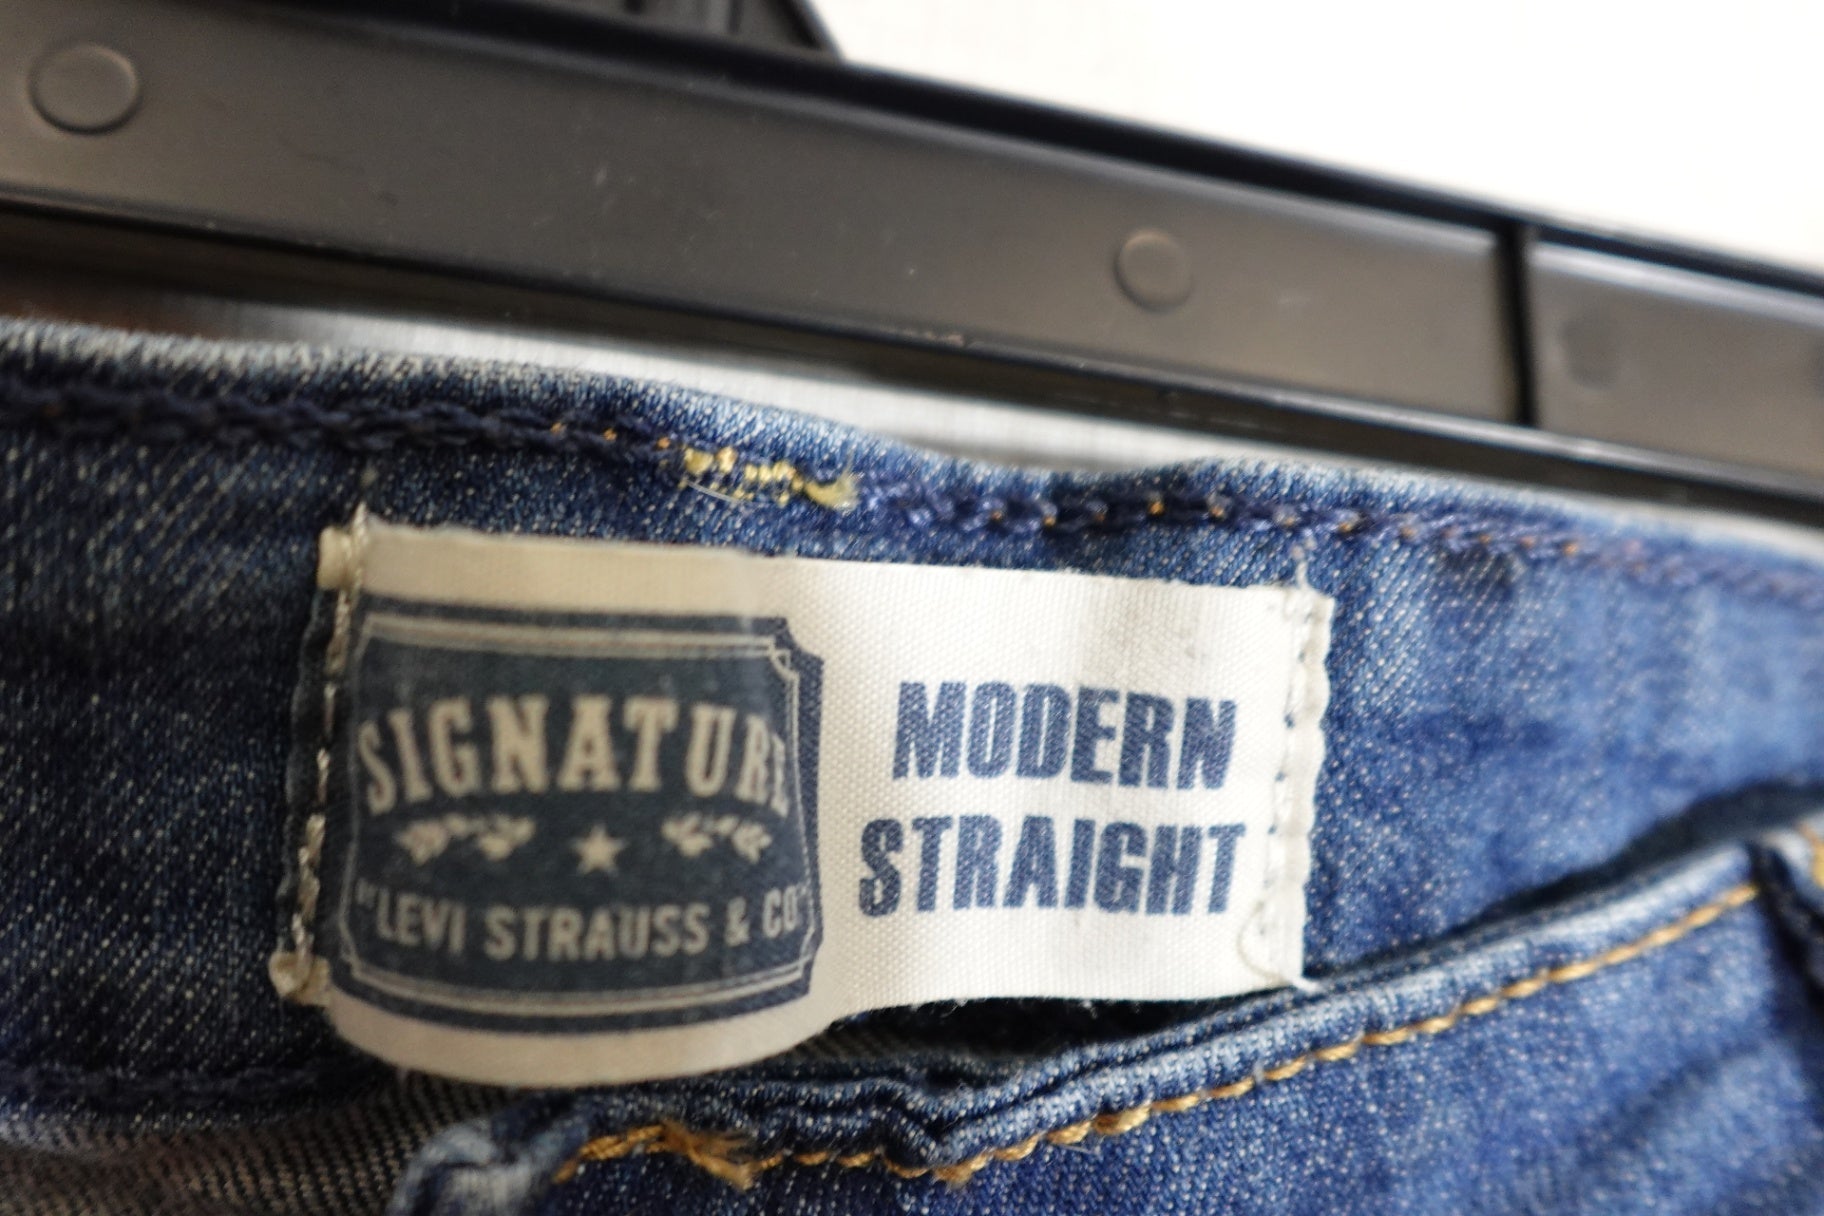 SIGNATURE
"LEVI STRAUSS & CO"
MODERN
STRAIGHT